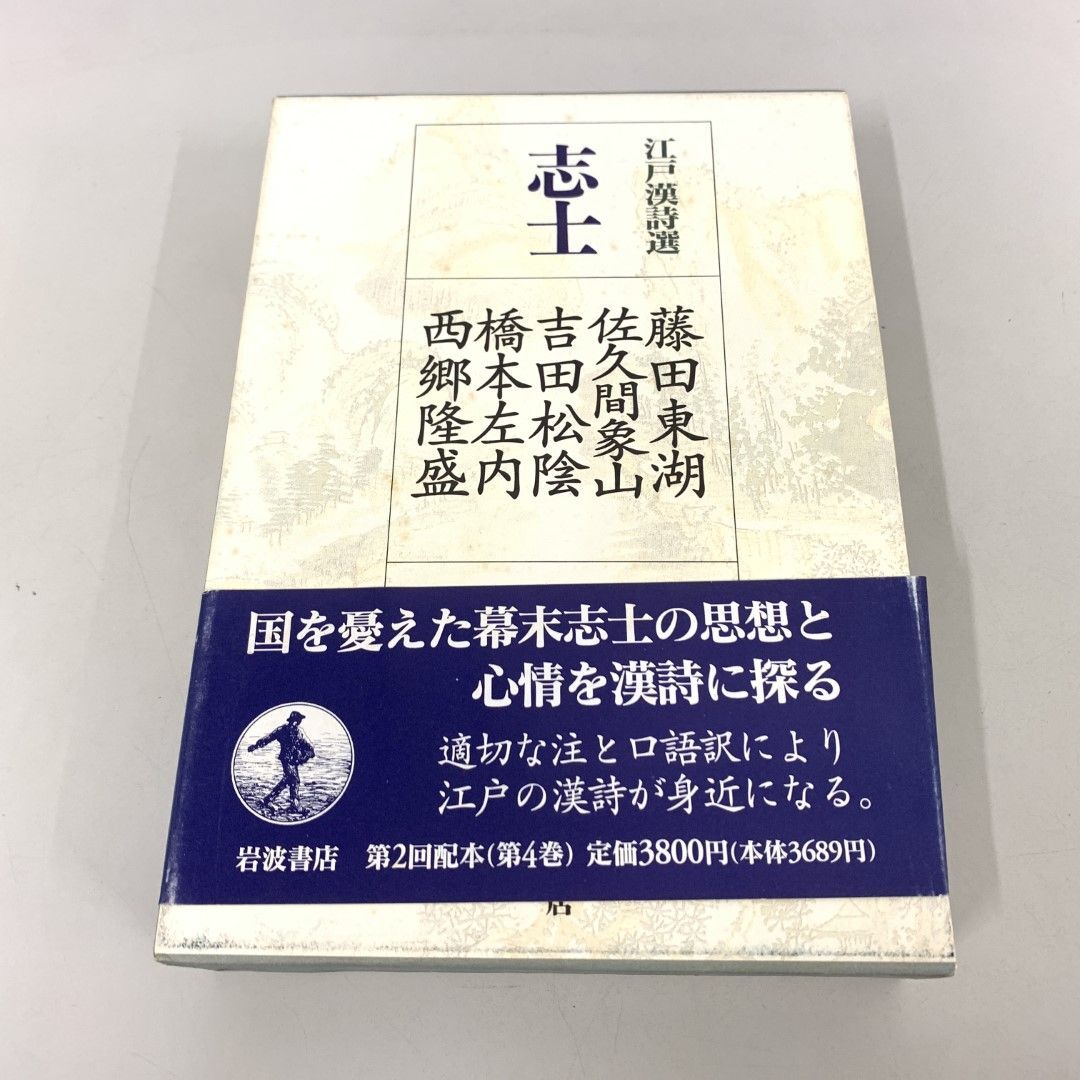 江戸漢詩選
志士
藤田東湖
佐久間象山
吉田松陰
橋本左内
西郷隆盛
国を憂えた幕末志士の思想と
心情を漢詩に探る
適切な注と口語訳により
江戸の漢詩が身近になる。
岩波書店 第2回配本(第4巻) 定価3800円(本体3689円)
店